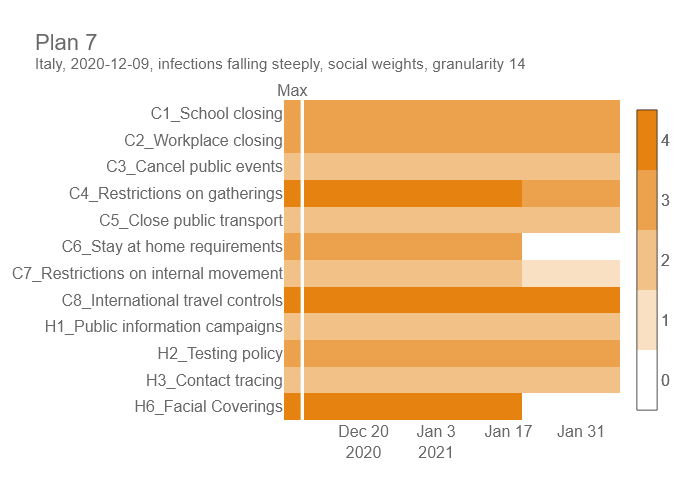 Plan 7
Italy, 2020-12-09, infections falling steeply, social weights, granularity 14
Max
C1_School closing
C2_Workplace closing
C3_Cancel public events
C4_Restrictions on gatherings
C5_Close public transport
C6_Stay at home requirements
C7_Restrictions on internal movement
C8_International travel controls
H1_Public information campaigns
H2_Testing policy
H3_Contact tracing
H6_Facial Coverings
Dec 20 Jan 3 Jan 17 Jan 31
2020 2021
4
3
2
1
0